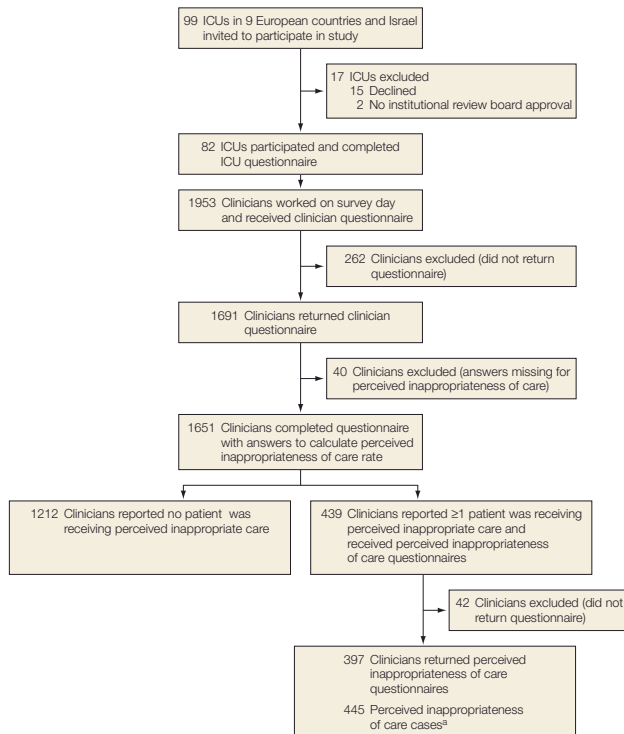 99 ICUs in 9 European countries and Israel
invited to participate in study
17 ICUs excluded
15 Declined
2 No institutional review board approval
82 ICUs participated and completed
ICU questionnaire
1953 Clinicians worked on survey day
and received clinician questionnaire
262 Clinicians excluded (did not return
questionnaire)
1691 Clinicians returned clinician
questionnaire
40 Clinicians excluded (answers missing for
perceived inappropriateness of care)
1651 Clinicians completed questionnaire
with answers to calculate perceived
inappropriateness of care rate
1212 Clinicians reported no patient was
receiving perceived inappropriate care
439 Clinicians reported ≥1 patient was receiving
perceived inappropriate care and
received perceived inappropriateness
of care questionnaires
42 Clinicians excluded (did not
return questionnaire)
397 Clinicians returned perceived
inappropriateness of care
questionnaires
445 Perceived inappropriateness
of care casesᵃ